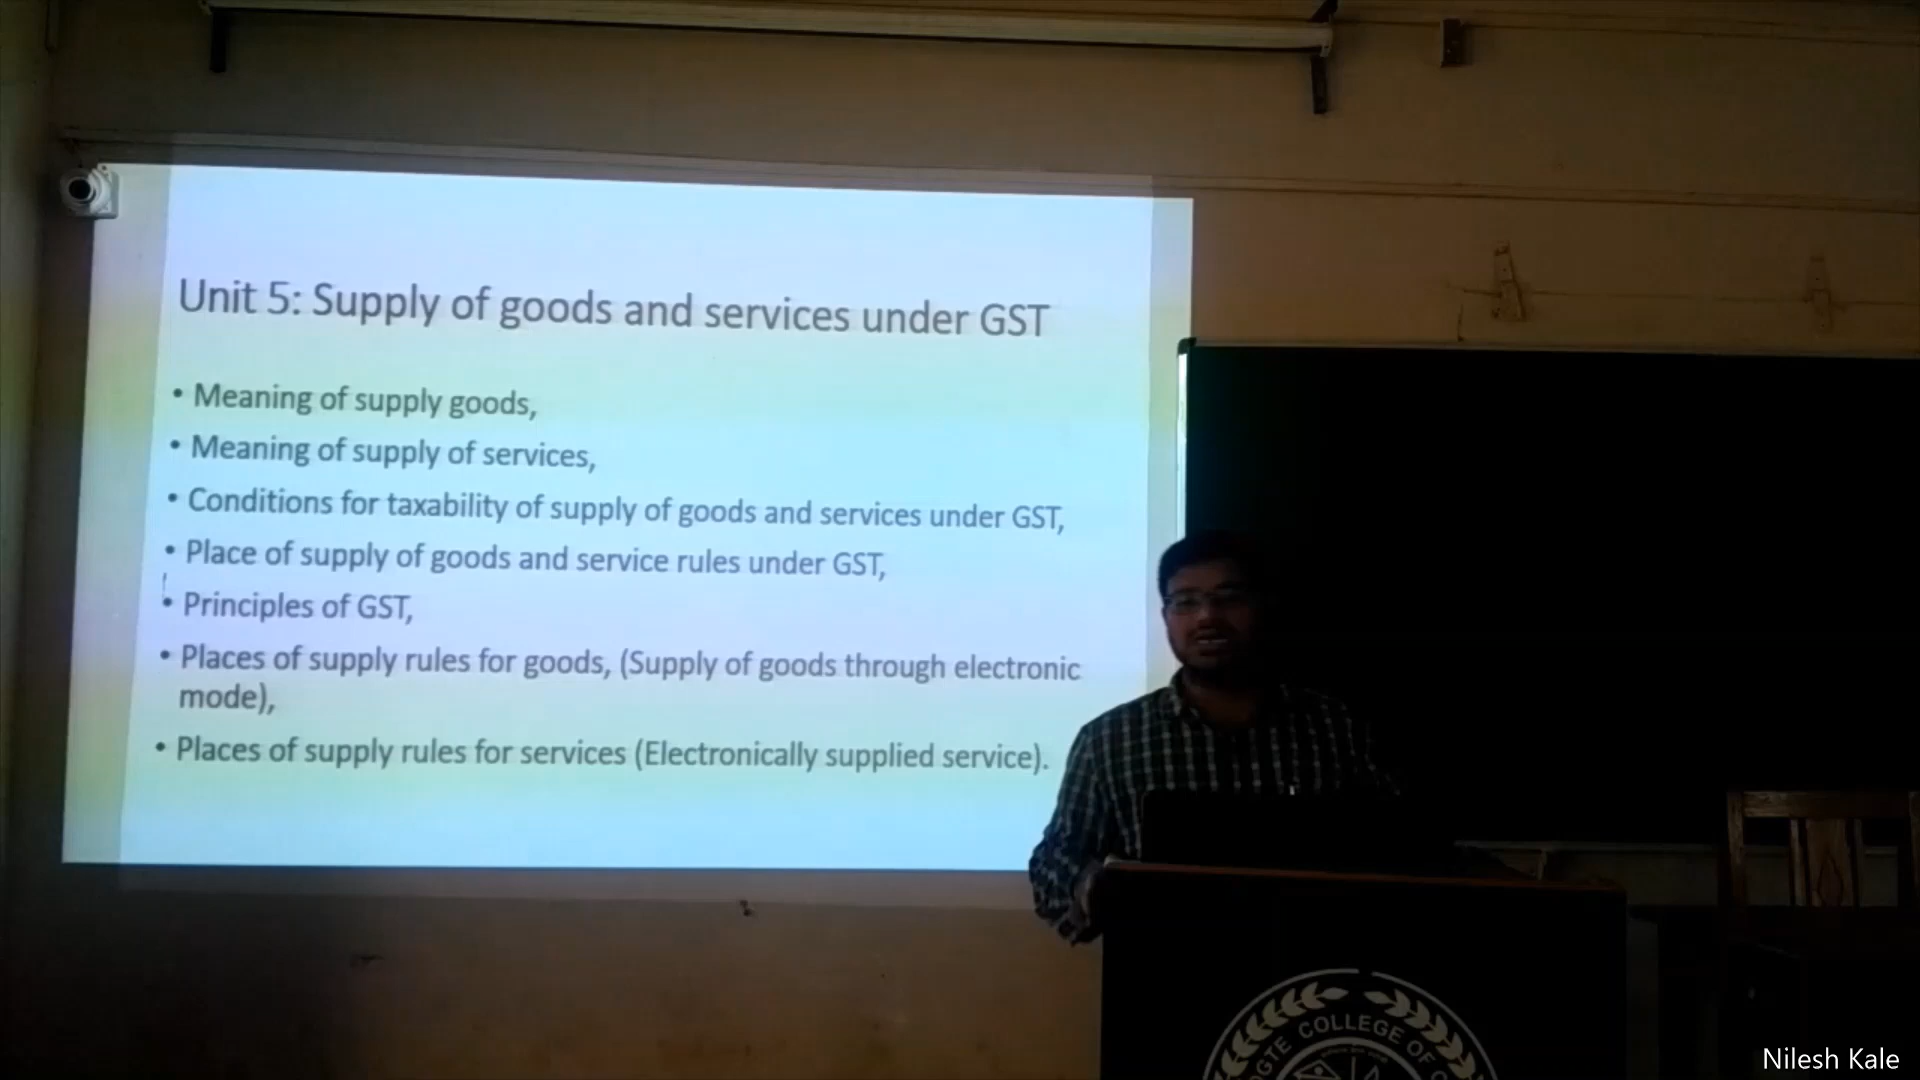 Unit 5: Supply of goods and services under GST
• Meaning of supply goods,
• Meaning of supply of services,
• Conditions for taxability of supply of goods and services under GST,
• Place of supply of goods and service rules under GST,
• Principles of GST,
• Places of supply rules for goods, (Supply of goods through electronic
mode),
• Places of supply rules for services (Electronically supplied service).
COLLEGE OF
Nilesh Kale